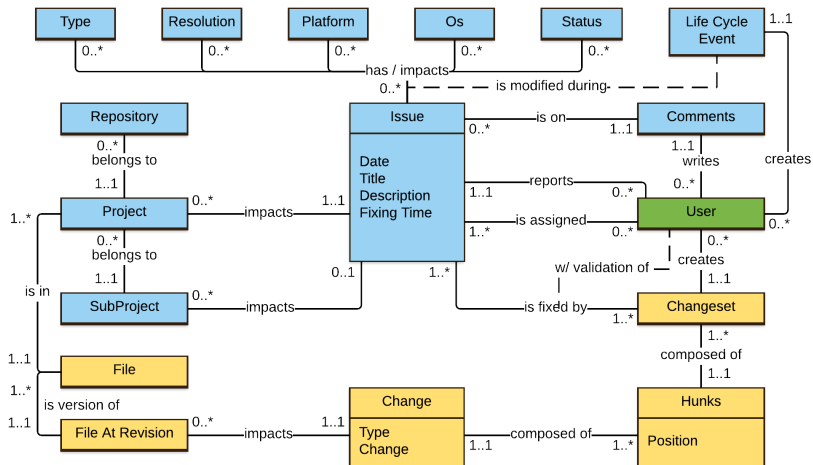 Type
Resolution
Platform
Os
Status
Life Cycle
Event
1..1
0..*
0..*
0..*
0..*
0..*
has / impacts
0..*
is modified during
Repository
Issue
Comments
0..*
is on
1..1
0..*
belongs to
1..1
writes
creates
Date
Title
Description
Fixing Time
1..1
reports
0..*
0..*
1..1
Project
0..*
impacts
1..1
1..*
User
1..*
is assigned
0..*
0..*
0..*
belongs to
0..*
creates
w/ validation of
1..1
0..1
1..*
1..1
is in
SubProject
0..*
impacts
is fixed by
1..*
Changeset
1..*
composed of
1..1
1..1
File
1..*
is version of
1..1
File At Revision
0..*
impacts
1..1
Change
Type
Change
1..1
composed of
1..*
Hunks
Position